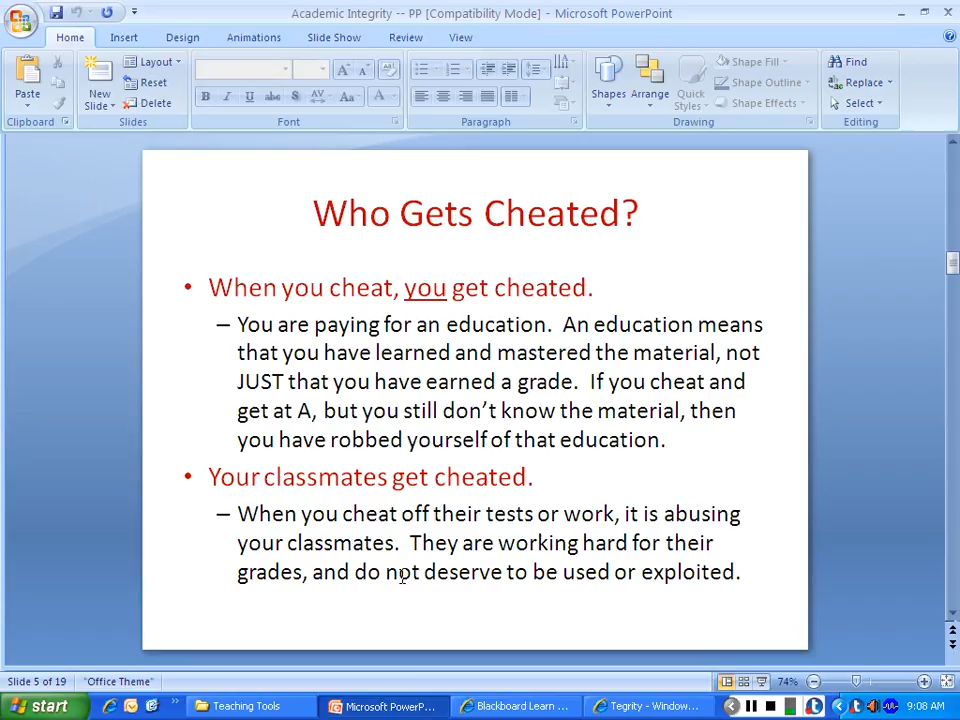 Academic Integrity -- PP [Compatibility Mode] - Microsoft PowerPoint
Home Insert Design Animations Slide Show Review View
Paste
Clipboard
New Slide
Layout
Reset
Delete
Slides
B I U abc S AV Aa A
Font
Paragraph
Shapes
Arrange
Quick Styles
Shape Fill
Shape Outline
Shape Effects
Drawing
Find
Replace
Select
Editing
Who Gets Cheated?
• When you cheat, you get cheated.
– You are paying for an education. An education means
that you have learned and mastered the material, not
JUST that you have earned a grade. If you cheat and
get at A, but you still don't know the material, then
you have robbed yourself of that education.
• Your classmates get cheated.
– When you cheat off their tests or work, it is abusing
your classmates. They are working hard for their
grades, and do not deserve to be used or exploited.
Slide 5 of 19 "Office Theme" 74%
start Teaching Tools Microsoft PowerP... Blackboard Learn ... Tegrity - Window... 9:08 AM